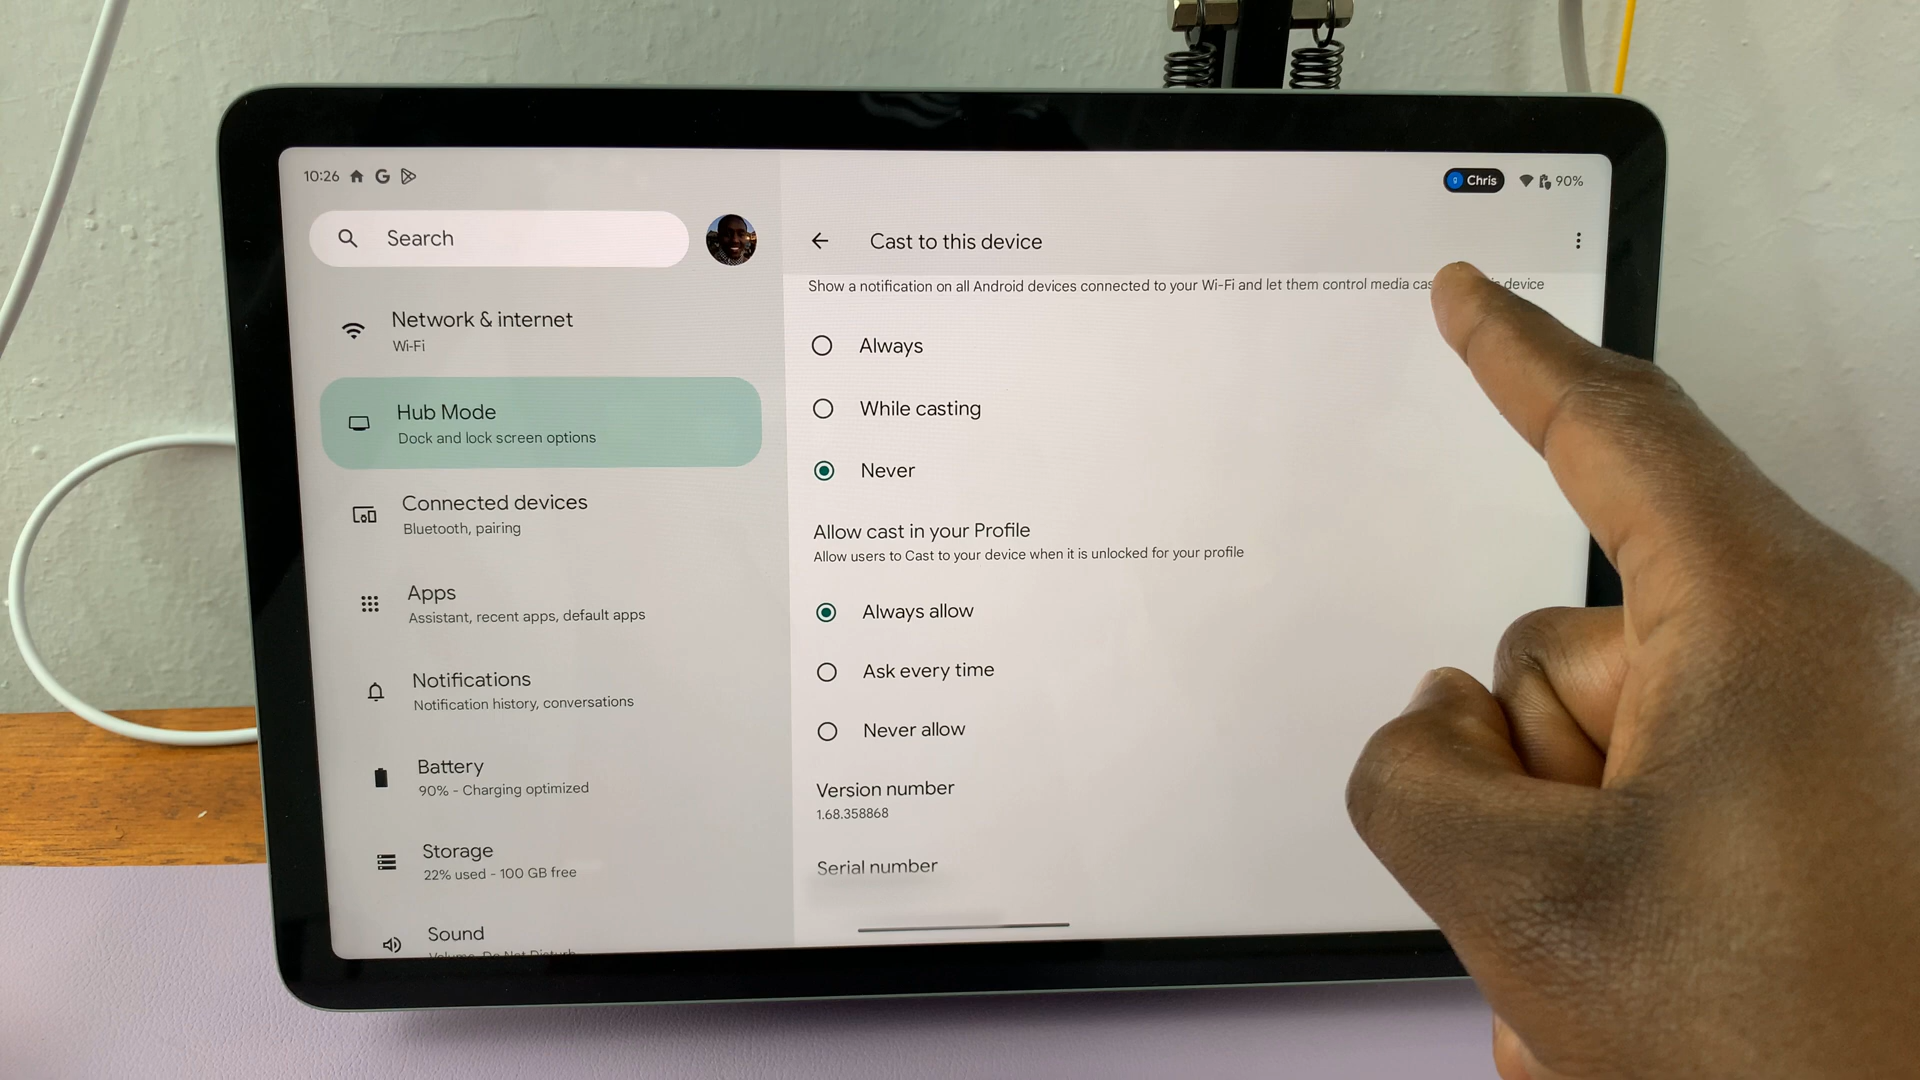 10:26
Chris
90%
Search
Network & internet
Wi-Fi
Hub Mode
Dock and lock screen options
Connected devices
Bluetooth, pairing
Apps
Assistant, recent apps, default apps
Notifications
Notification history, conversations
Battery
90% - Charging optimized
Storage
22% used - 100 GB free
Sound
Volume, Do Not Disturb
Cast to this device
Show a notification on all Android devices connected to your Wi-Fi and let them control media device
Always
While casting
Never
Allow cast in your Profile
Allow users to Cast to your device when it is unlocked for your profile
Always allow
Ask every time
Never allow
Version number
1.68.358868
Serial number